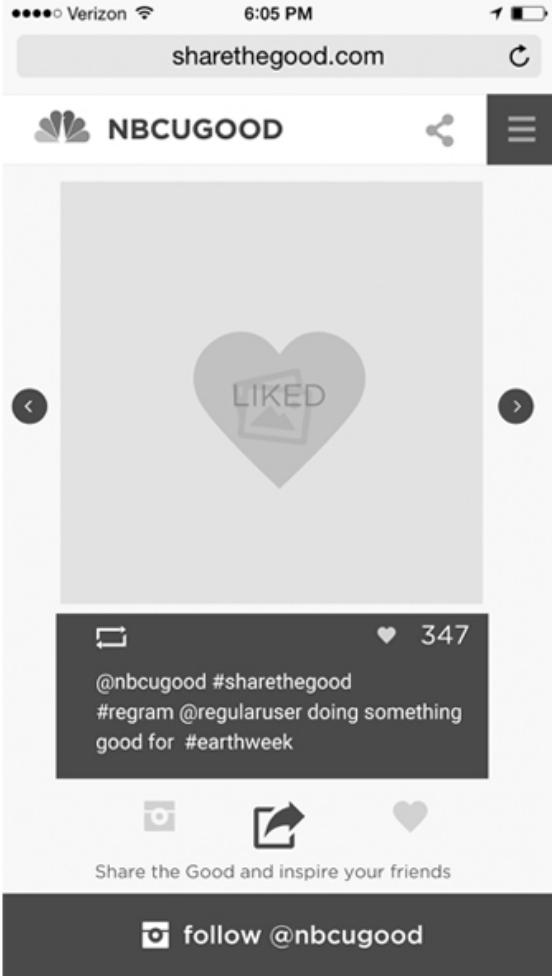 Verizon 6:05 PM
sharethegood.com
NBCUGOOD
LIKED
347
@nbcugood #sharethegood
#regram @regularuser doing something
good for #earthweek
Share the Good and inspire your friends
follow @nbcugood